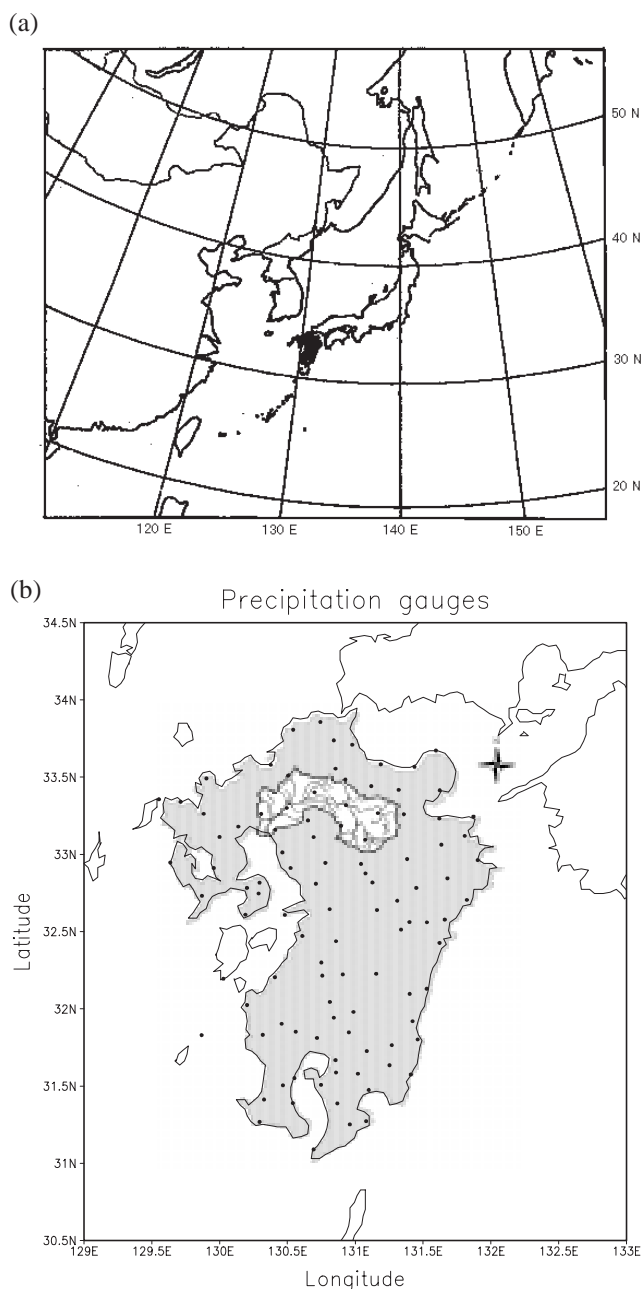 (a)
50 N
40 N
30 N
20 N
120 E
130 E
140 E
150 E
(b)
Precipitation gauges
34.5N
34N
33.5N
33N
32.5N
32N
31.5N
31N
30.5N
129E
129.5E
130E
130.5E
131E
131.5E
132E
132.5E
133E
Latitude
Longitude